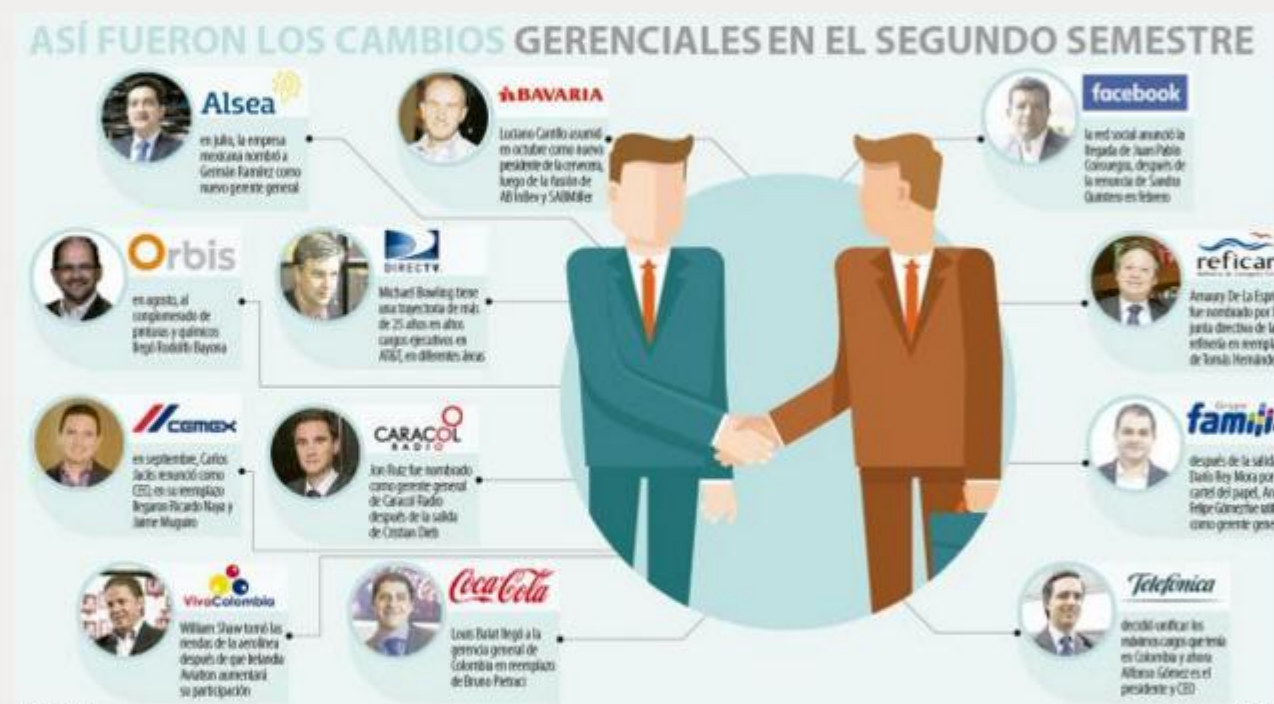 ASÍ FUERON LOS CAMBIOS GERENCIALES EN EL SEGUNDO SEMESTRE
Alsea
en julio, la empresa
mexicana nombró a
Germán Ramírez como
nuevo gerente general
BAVARIA
Luciano Cantillo asumió
en octubre como nuevo
presidente de la cervecera,
luego de la fusión de
AB Inbev y SABMiller
facebook
la red social anunció la
llegada de Juan Pablo
Consuegra, después de
la renuncia de Sandra
Quintero en febrero
Orbis
en agosto, al
conglomerado de
pinturas y químicos
llegó Rodolfo Bayona
DIRECTV
Michael Bowling tiene
una trayectoria de más
de 25 años en altos
cargos ejecutivos en
AT&T, en diferentes áreas
reficar
Amaury De La Espr
fue nombrado por l
junta directiva de la
refinería en reempla
de Tomás Hernánde
CEMEX
en septiembre, Carlos
Jacks renunció como
CEO, en su reemplazo
llegaron Ricardo Naya y
Jaime Muguiro
CARACOL
RADIO
Jon Ruiz fue nombrado
como gerente general
de Caracol Radio
después de la salida
de Cristian Dieb
Grupo
famili
después de la salida
Darío Rey Mora por
cartel del papel, An
Felipe Gómez fue
como gerente gene
VivaColombia
William Shaw tomó las
riendas de la aerolínea
después de que Irelandia
Aviation aumentará
su participación
Coca-Cola
Louis Balat llegó a la
gerencia general de
Colombia en reemplazo
de Bruno Pietracci
Telefónica
decidió unificar los
máximos cargos que tenía
en Colombia y ahora
Alfonso Gómez es el
presidente y CEO